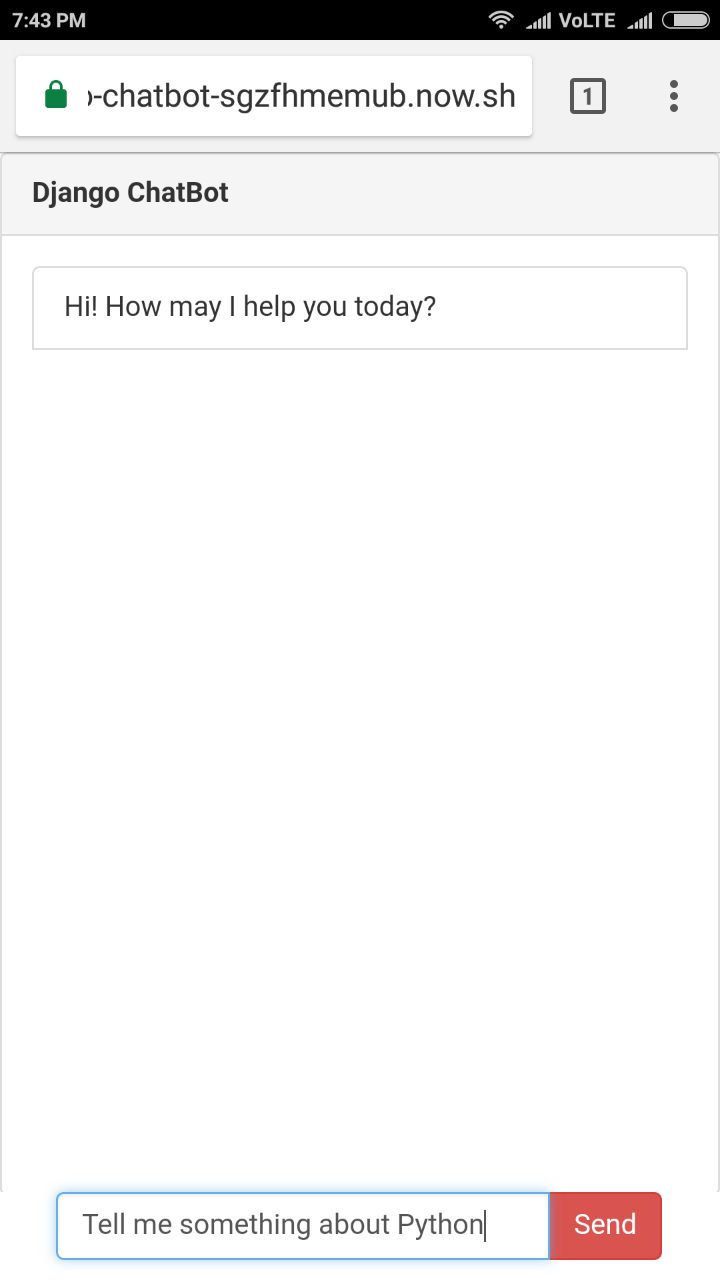 7:43 PM VoLTE
-chatbot-sgzfhmemub.now.sh 1
Django ChatBot
Hi! How may I help you today?
Tell me something about Python Send